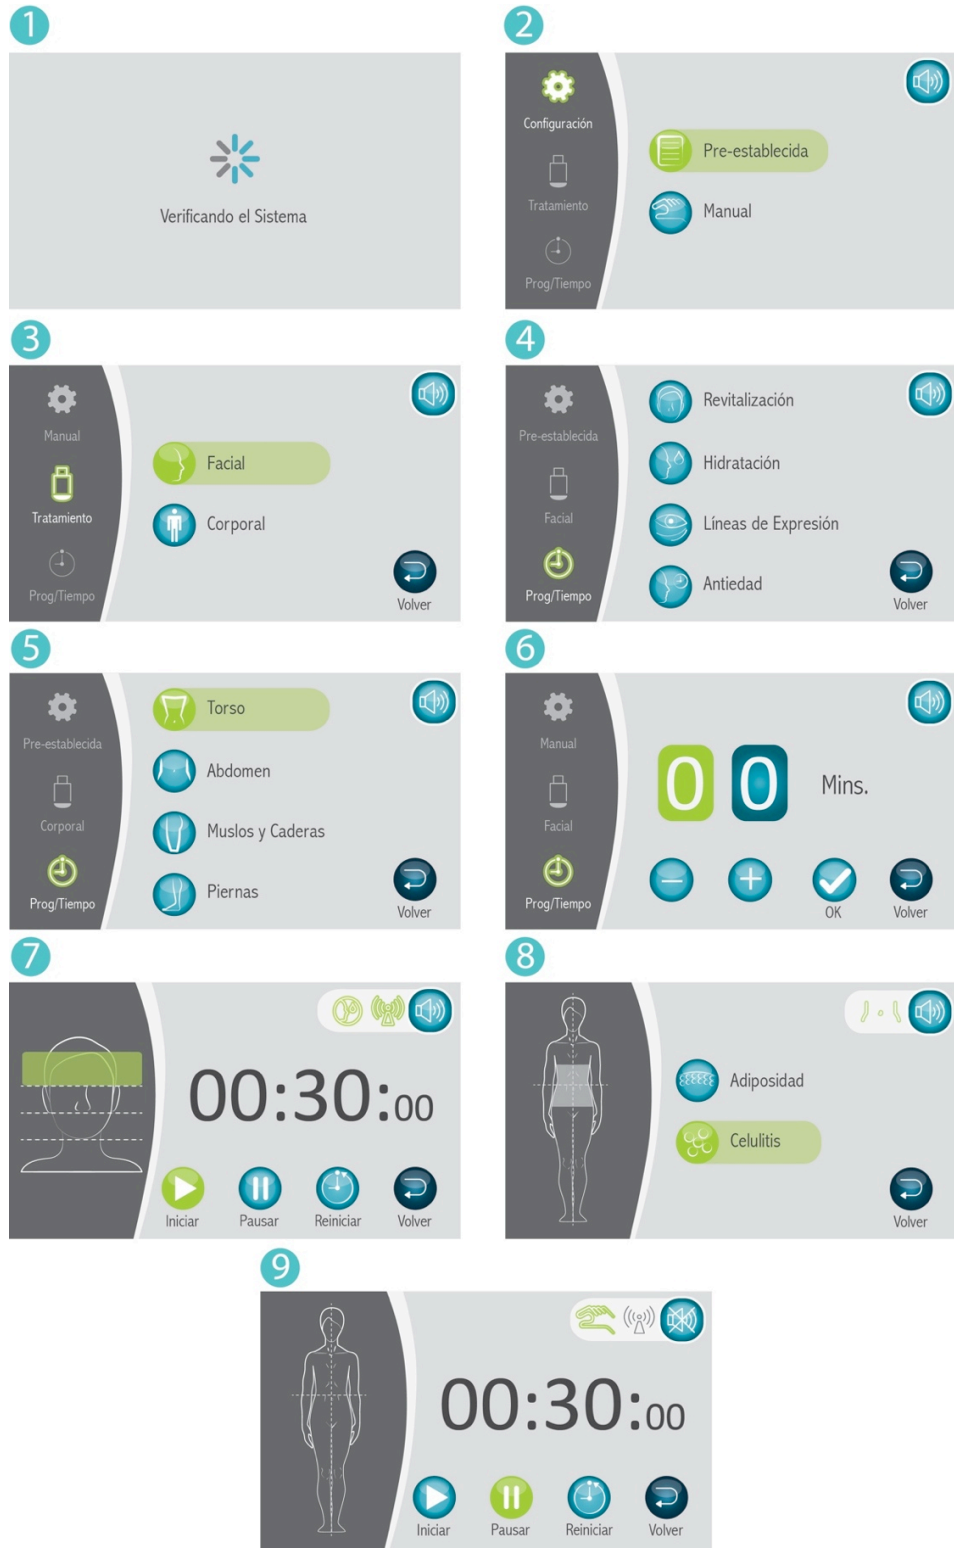 1
Verificando el Sistema
2
Configuración
Tratamiento
Prog/Tiempo
Pre-establecida
Manual
3
Manual
Tratamiento
Prog/Tiempo
Facial
Corporal
Volver
4
Pre-establecida
Facial
Prog/Tiempo
Revitalización
Hidratación
Líneas de Expresión
Antiedad
Volver
5
Pre-establecida
Corporal
Prog/Tiempo
Torso
Abdomen
Muslos y Caderas
Piernas
Volver
6
Manual
Facial
Prog/Tiempo
00 Mins.
OK
Volver
7
00:30:00
Iniciar Pausar Reiniciar Volver
8
Adiposidad
Celulitis
Volver
9
00:30:00
Iniciar Pausar Reiniciar Volver